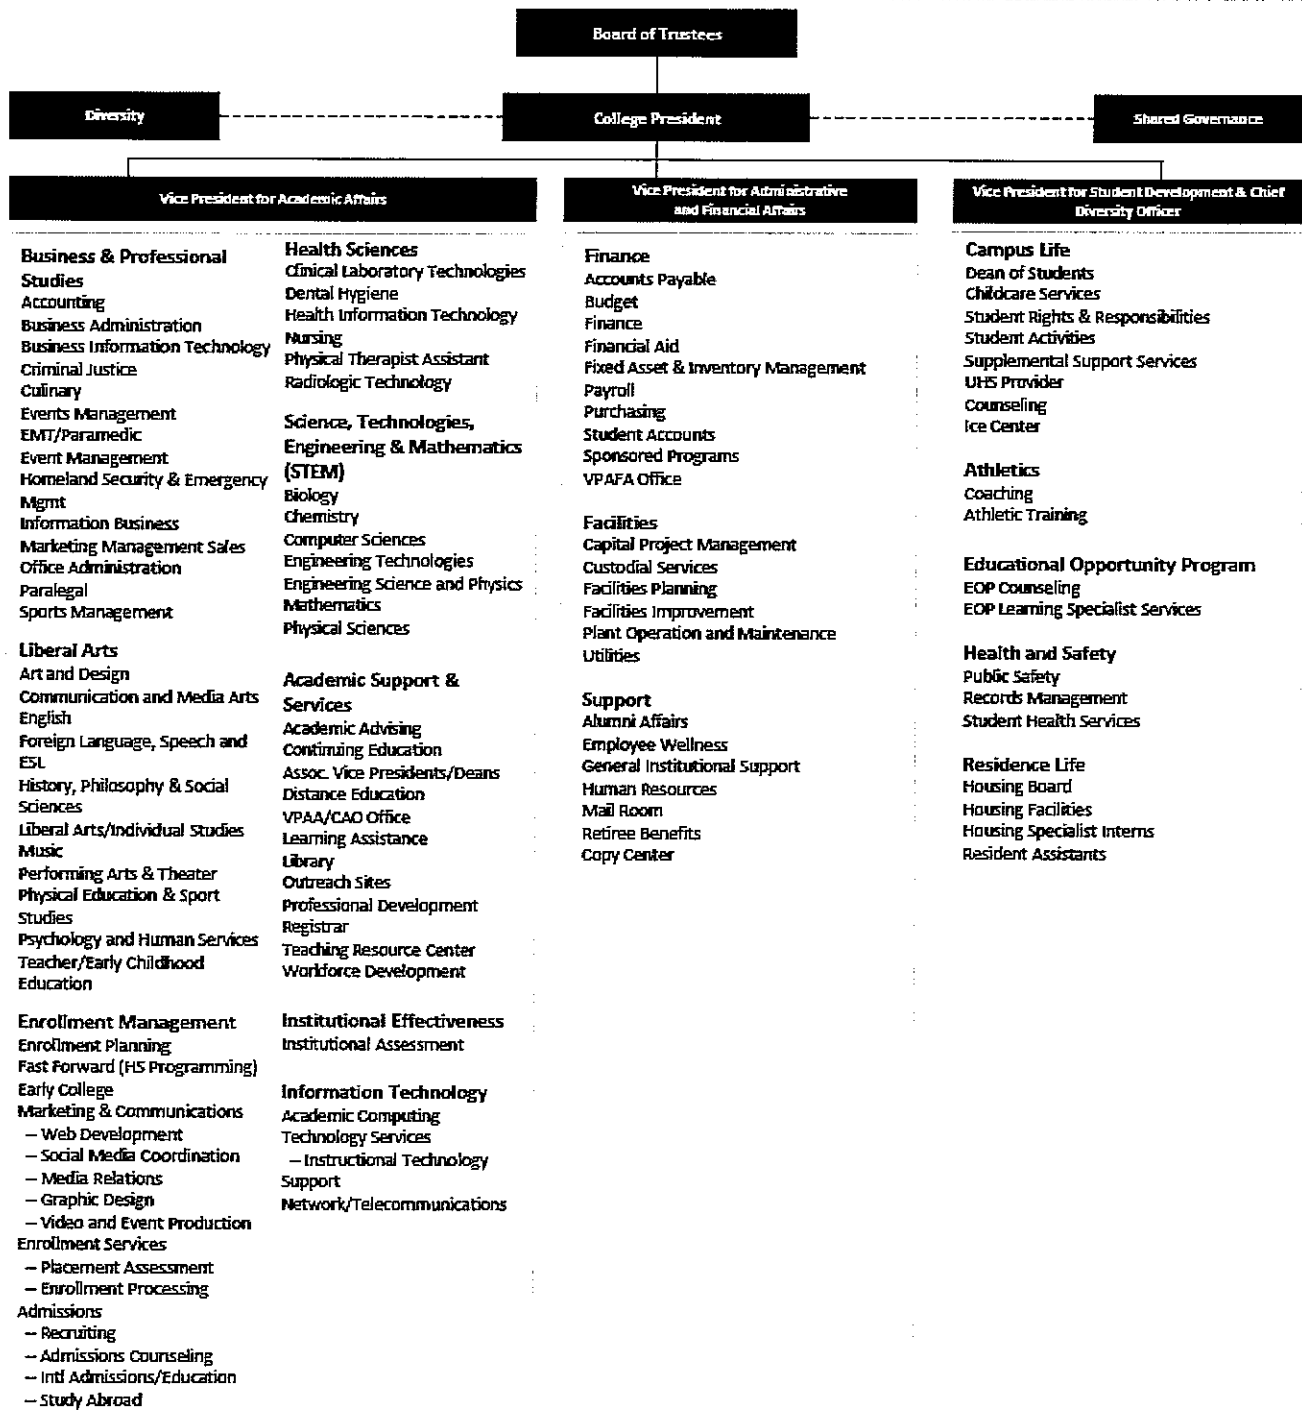 Board of Trustees
Diversity
College President
Shared Governance
Vice President for Academic Affairs
Vice President for Administrative
and Financial Affairs
Vice President for Student Development & Chief
Diversity Officer
Business & Professional
Studies
Accounting
Business Administration
Business Information Technology
Criminal Justice
Culinary
Events Management
EMT/Paramedic
Event Management
Homeland Security & Emergency
Mgmt
Information Business
Marketing Management Sales
Office Administration
Paralegal
Sports Management
Liberal Arts
Art and Design
Communication and Media Arts
English
Foreign Language, Speech and
ESL
History, Philosophy & Social
Sciences
Liberal Arts/Individual Studies
Music
Performing Arts & Theater
Physical Education & Sport
Studies
Psychology and Human Services
Teacher/Early Childhood
Education
Enrollment Management
Enrollment Planning
Fast Forward (HS Programming)
Early College
Marketing & Communications
– Web Development
– Social Media Coordination
– Media Relations
– Graphic Design
– Video and Event Production
Enrollment Services
– Placement Assessment
– Enrollment Processing
Admissions
– Recruiting
– Admissions Counseling
– Intl Admissions/Education
– Study Abroad
Health Sciences
Clinical Laboratory Technologies
Dental Hygiene
Health Information Technology
Nursing
Physical Therapist Assistant
Radiologic Technology
Science, Technologies,
Engineering & Mathematics
(STEM)
Biology
Chemistry
Computer Sciences
Engineering Technologies
Engineering Science and Physics
Mathematics
Physical Sciences
Academic Support &
Services
Academic Advising
Continuing Education
Assoc. Vice Presidents/Deans
Distance Education
VPAA/CAO Office
Learning Assistance
Library
Outreach Sites
Professional Development
Registrar
Teaching Resource Center
Workforce Development
Institutional Effectiveness
Institutional Assessment
Information Technology
Academic Computing
Technology Services
– Instructional Technology
Support
Network/Telecommunications
Finance
Accounts Payable
Budget
Finance
Financial Aid
Fixed Asset & Inventory Management
Payroll
Purchasing
Student Accounts
Sponsored Programs
VPAFA Office
Facilities
Capital Project Management
Custodial Services
Facilities Planning
Facilities Improvement
Plant Operation and Maintenance
Utilities
Support
Alumni Affairs
Employee Wellness
General Institutional Support
Human Resources
Mail Room
Retiree Benefits
Copy Center
Campus Life
Dean of Students
Childcare Services
Student Rights & Responsibilities
Student Activities
Supplemental Support Services
UHS Provider
Counseling
Ice Center
Athletics
Coaching
Athletic Training
Educational Opportunity Program
EOP Counseling
EOP Learning Specialist Services
Health and Safety
Public Safety
Records Management
Student Health Services
Residence Life
Housing Board
Housing Facilities
Housing Specialist Interns
Resident Assistants